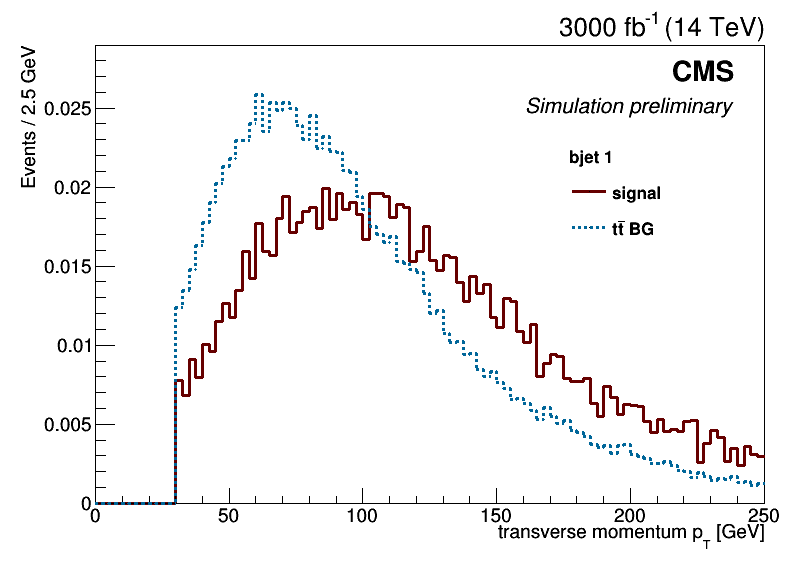 3000 fb⁻¹ (14 TeV)
Events / 2.5 GeV
CMS
Simulation preliminary
bjet 1
signal
tt̄ BG
0.025
0.02
0.015
0.01
0.005
0
0 50 100 150 200 250
transverse momentum p_T [GeV]